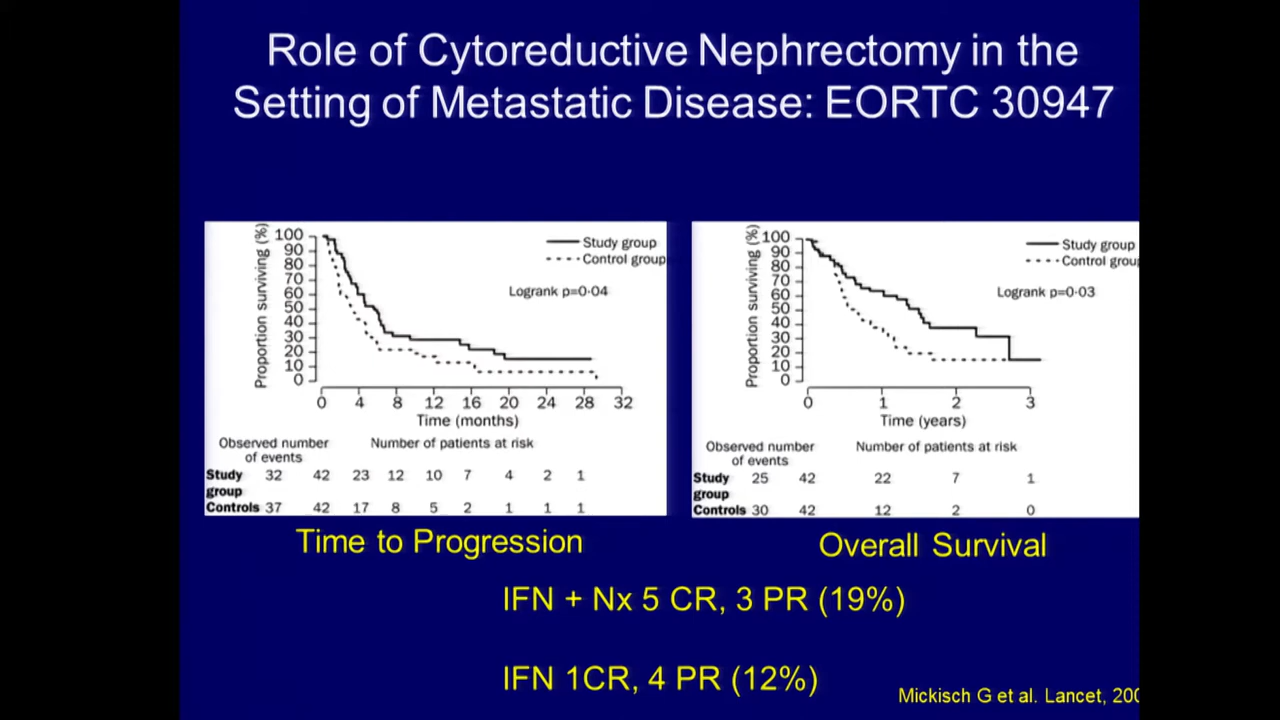 Role of Cytoreductive Nephrectomy in the
Setting of Metastatic Disease: EORTC 30947
Proportion surviving (%)
100
90
80
70
60
50
40
30
20
10
0
Study group
Control group
Logrank p=0·04
0 4 8 12 16 20 24 28 32
Time (months)
Observed number of events
Number of patients at risk
Study group 32 42 23 12 10 7 4 2 1
Controls 37 42 17 8 5 2 1 1 1
Time to Progression
Proportion surviving (%)
100
90
80
70
60
50
40
30
20
10
0
Study group
Control grou
Logrank p=0·03
0 1 2 3
Time (years)
Observed number of events
Number of patients at risk
Study group 25 42 22 7 1
Controls 30 42 12 2 0
Overall Survival
IFN + Nx 5 CR, 3 PR (19%)
IFN 1CR, 4 PR (12%)
Mickisch G et al. Lancet, 200